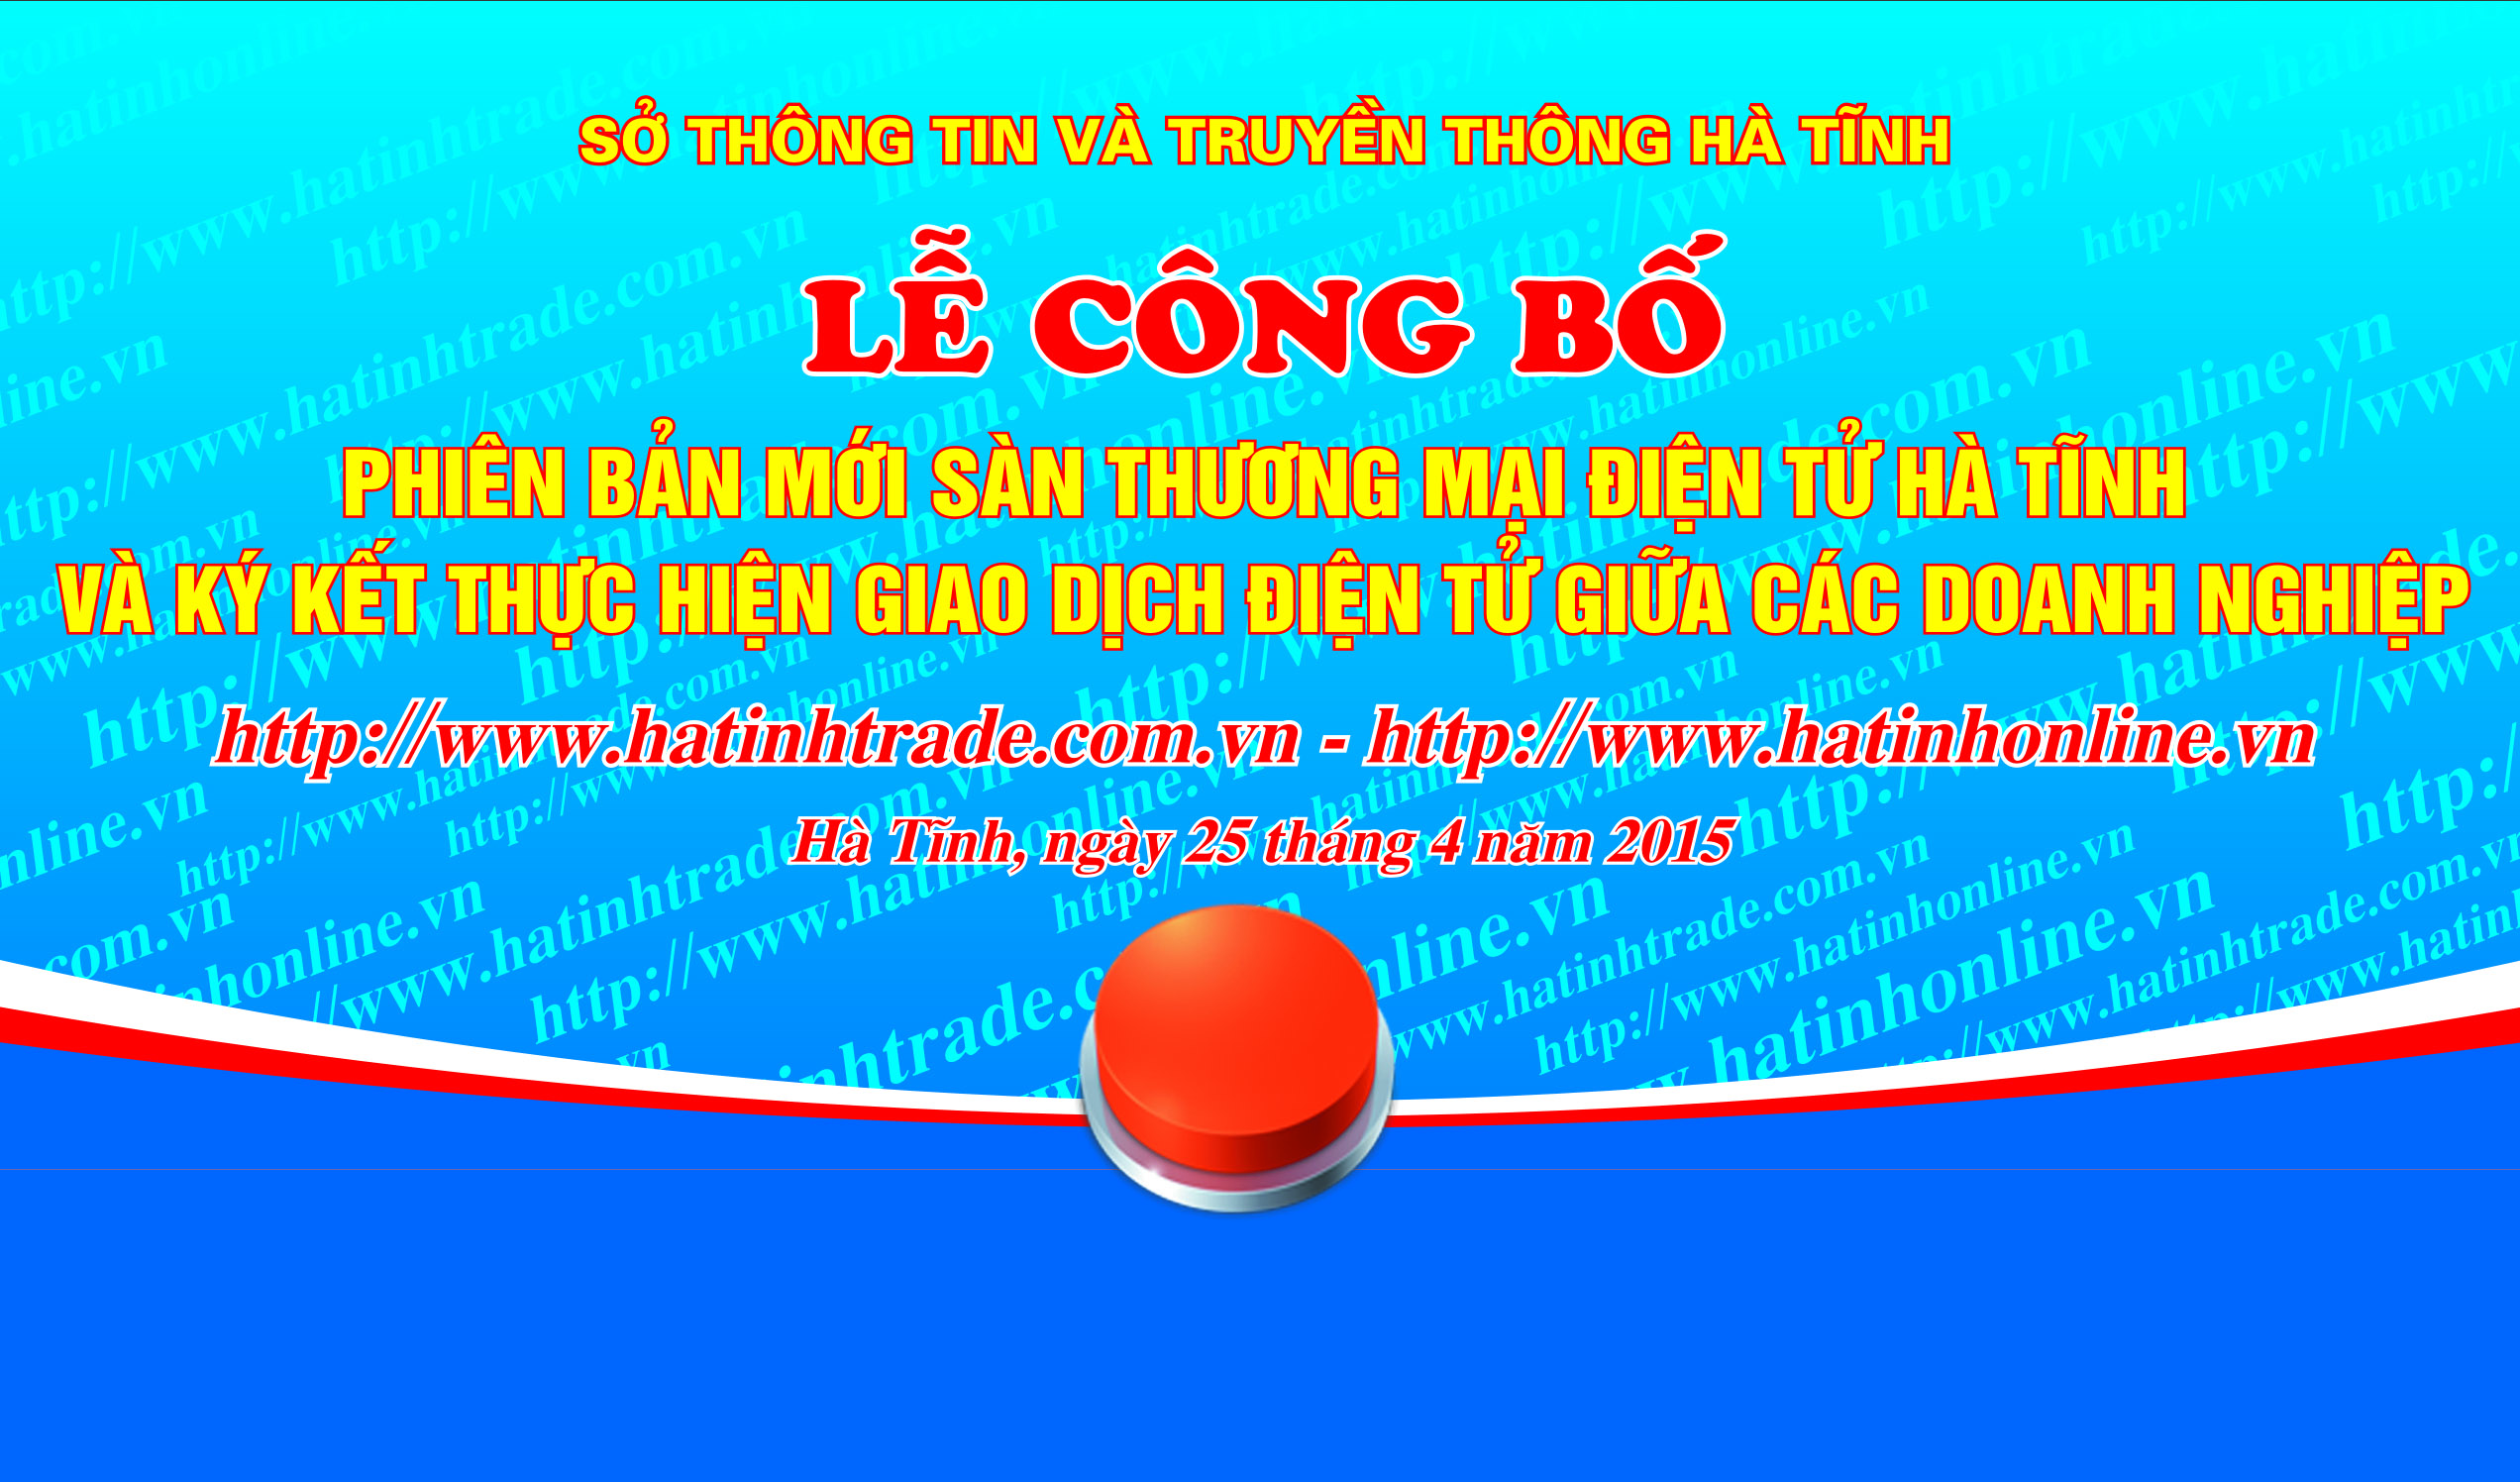 SỞ THÔNG TIN VÀ TRUYỀN THÔNG HÀ TĨNH
LỄ CÔNG BỐ
PHIÊN BẢN MỚI SÀN THƯƠNG MẠI ĐIỆN TỬ HÀ TĨNH
VÀ KÝ KẾT THỰC HIỆN GIAO DỊCH ĐIỆN TỬ GIỮA CÁC DOANH NGHIỆP
http://www.hatinhtrade.com.vn - http://www.hatinhonline.vn
Hà Tĩnh, ngày 25 tháng 4 năm 2015